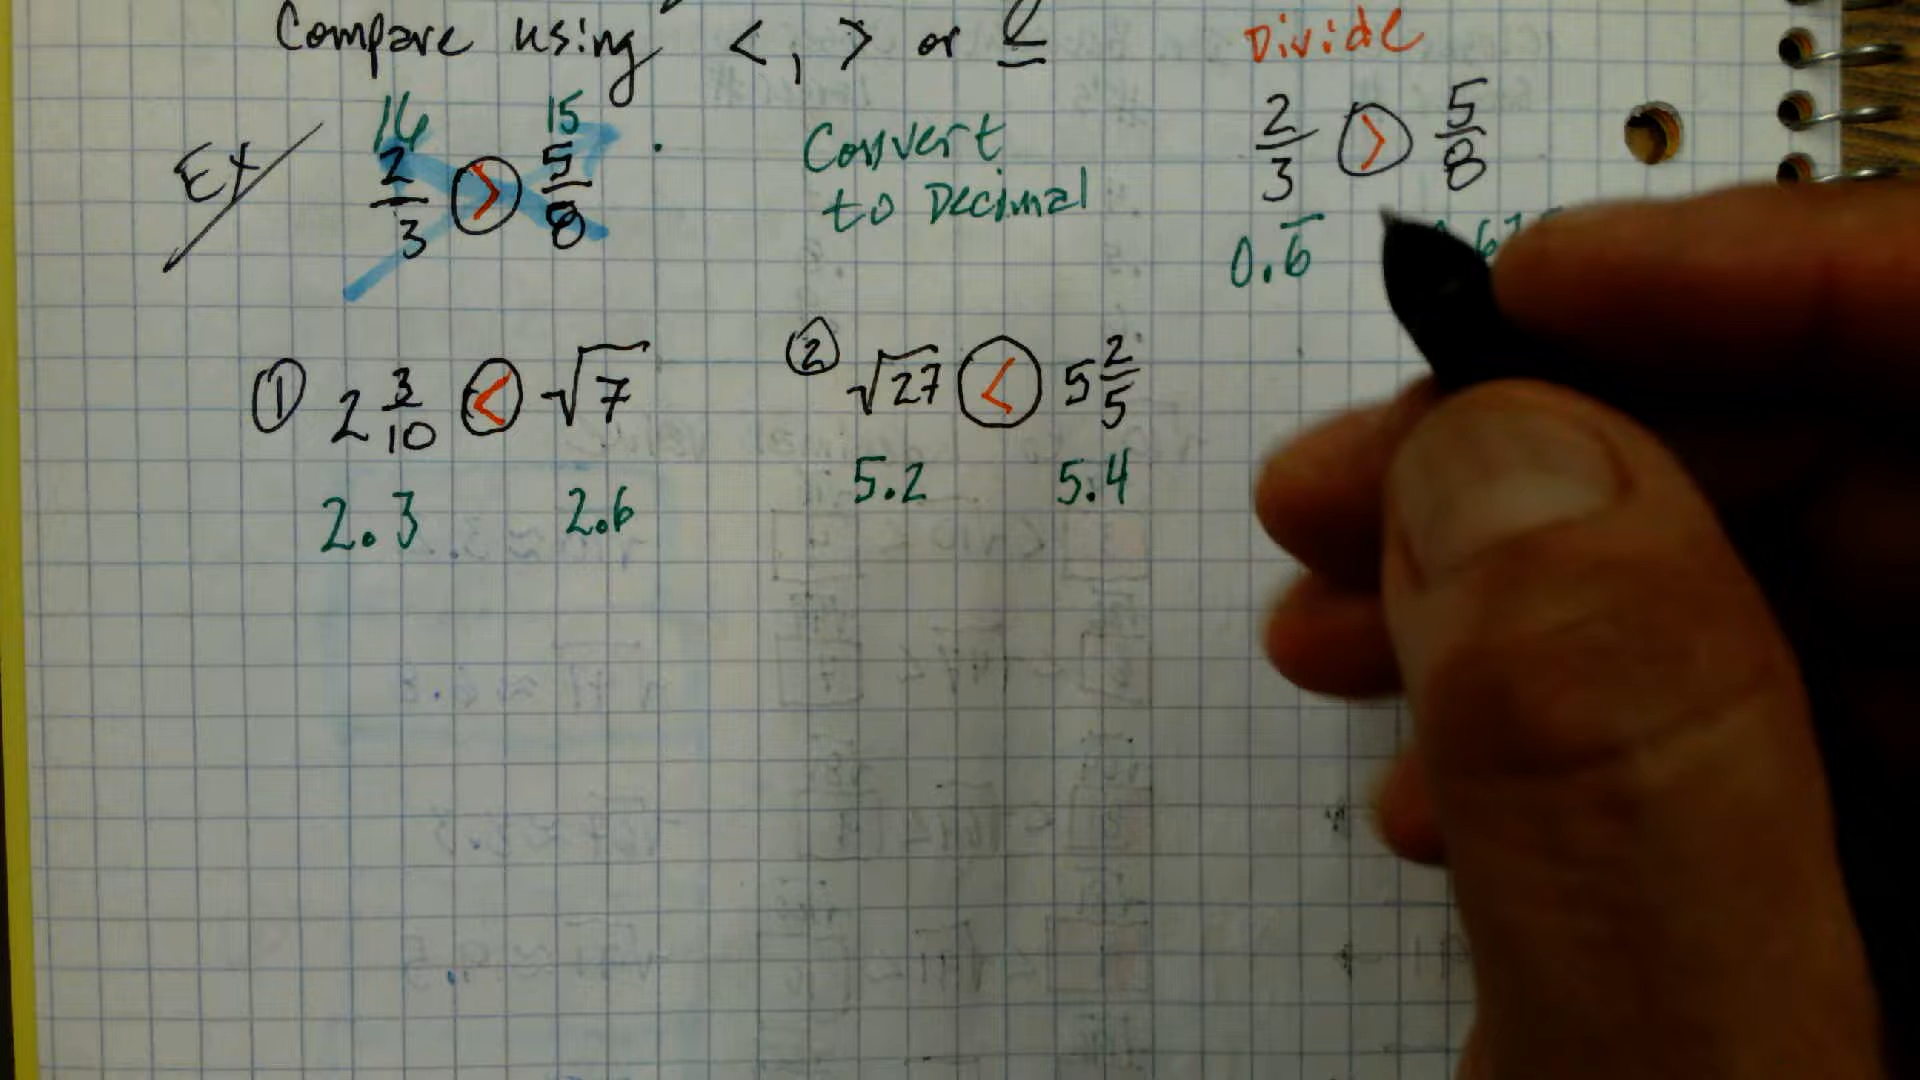 Compare using <, > or =
Divide
Ex
16 15
2/3 > 5/8
Convert
to Decimal
2/3 > 5/8
0.6̅
① 2 3/10 < √7
2.3 2.6
② √27 < 5 2/5
5.2 5.4